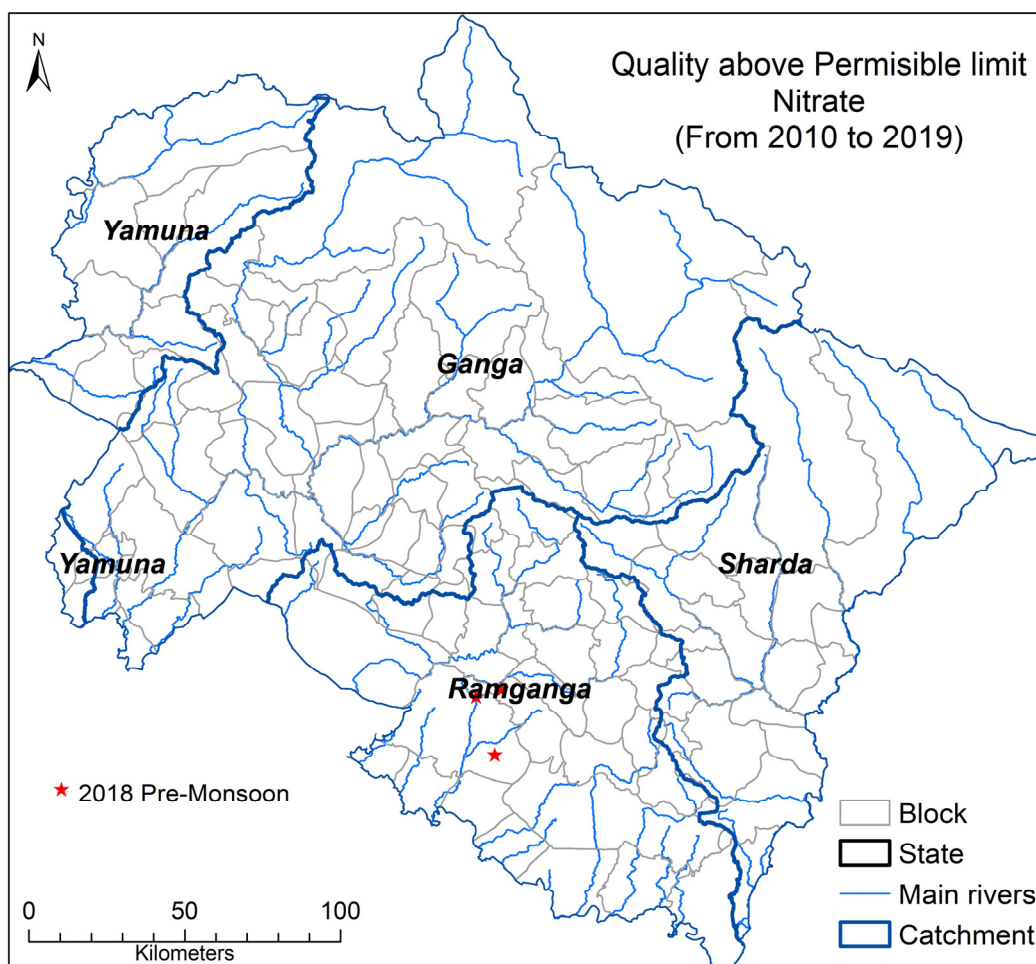 N
Quality above Permisible limit
Nitrate
(From 2010 to 2019)
Yamuna
Ganga
Yamuna
Sharda
Ramganga
2018 Pre-Monsoon
Block
State
Main rivers
Catchment
0 50 100
Kilometers